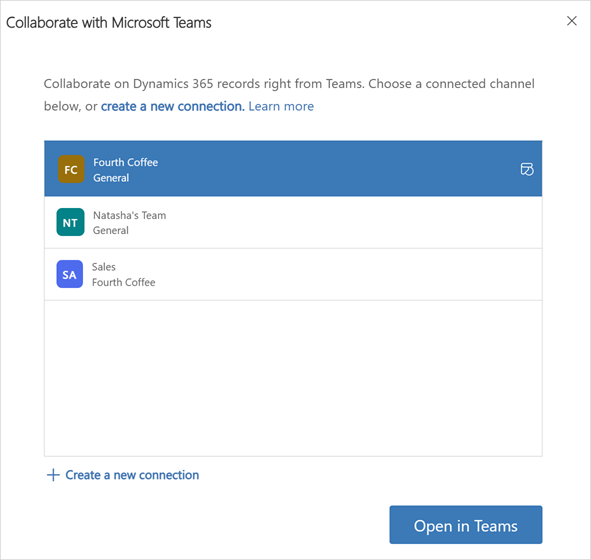 Collaborate with Microsoft Teams
Collaborate on Dynamics 365 records right from Teams. Choose a connected channel
below, or create a new connection. Learn more
FC
Fourth Coffee
General
NT
Natasha's Team
General
SA
Sales
Fourth Coffee
Create a new connection
Open in Teams